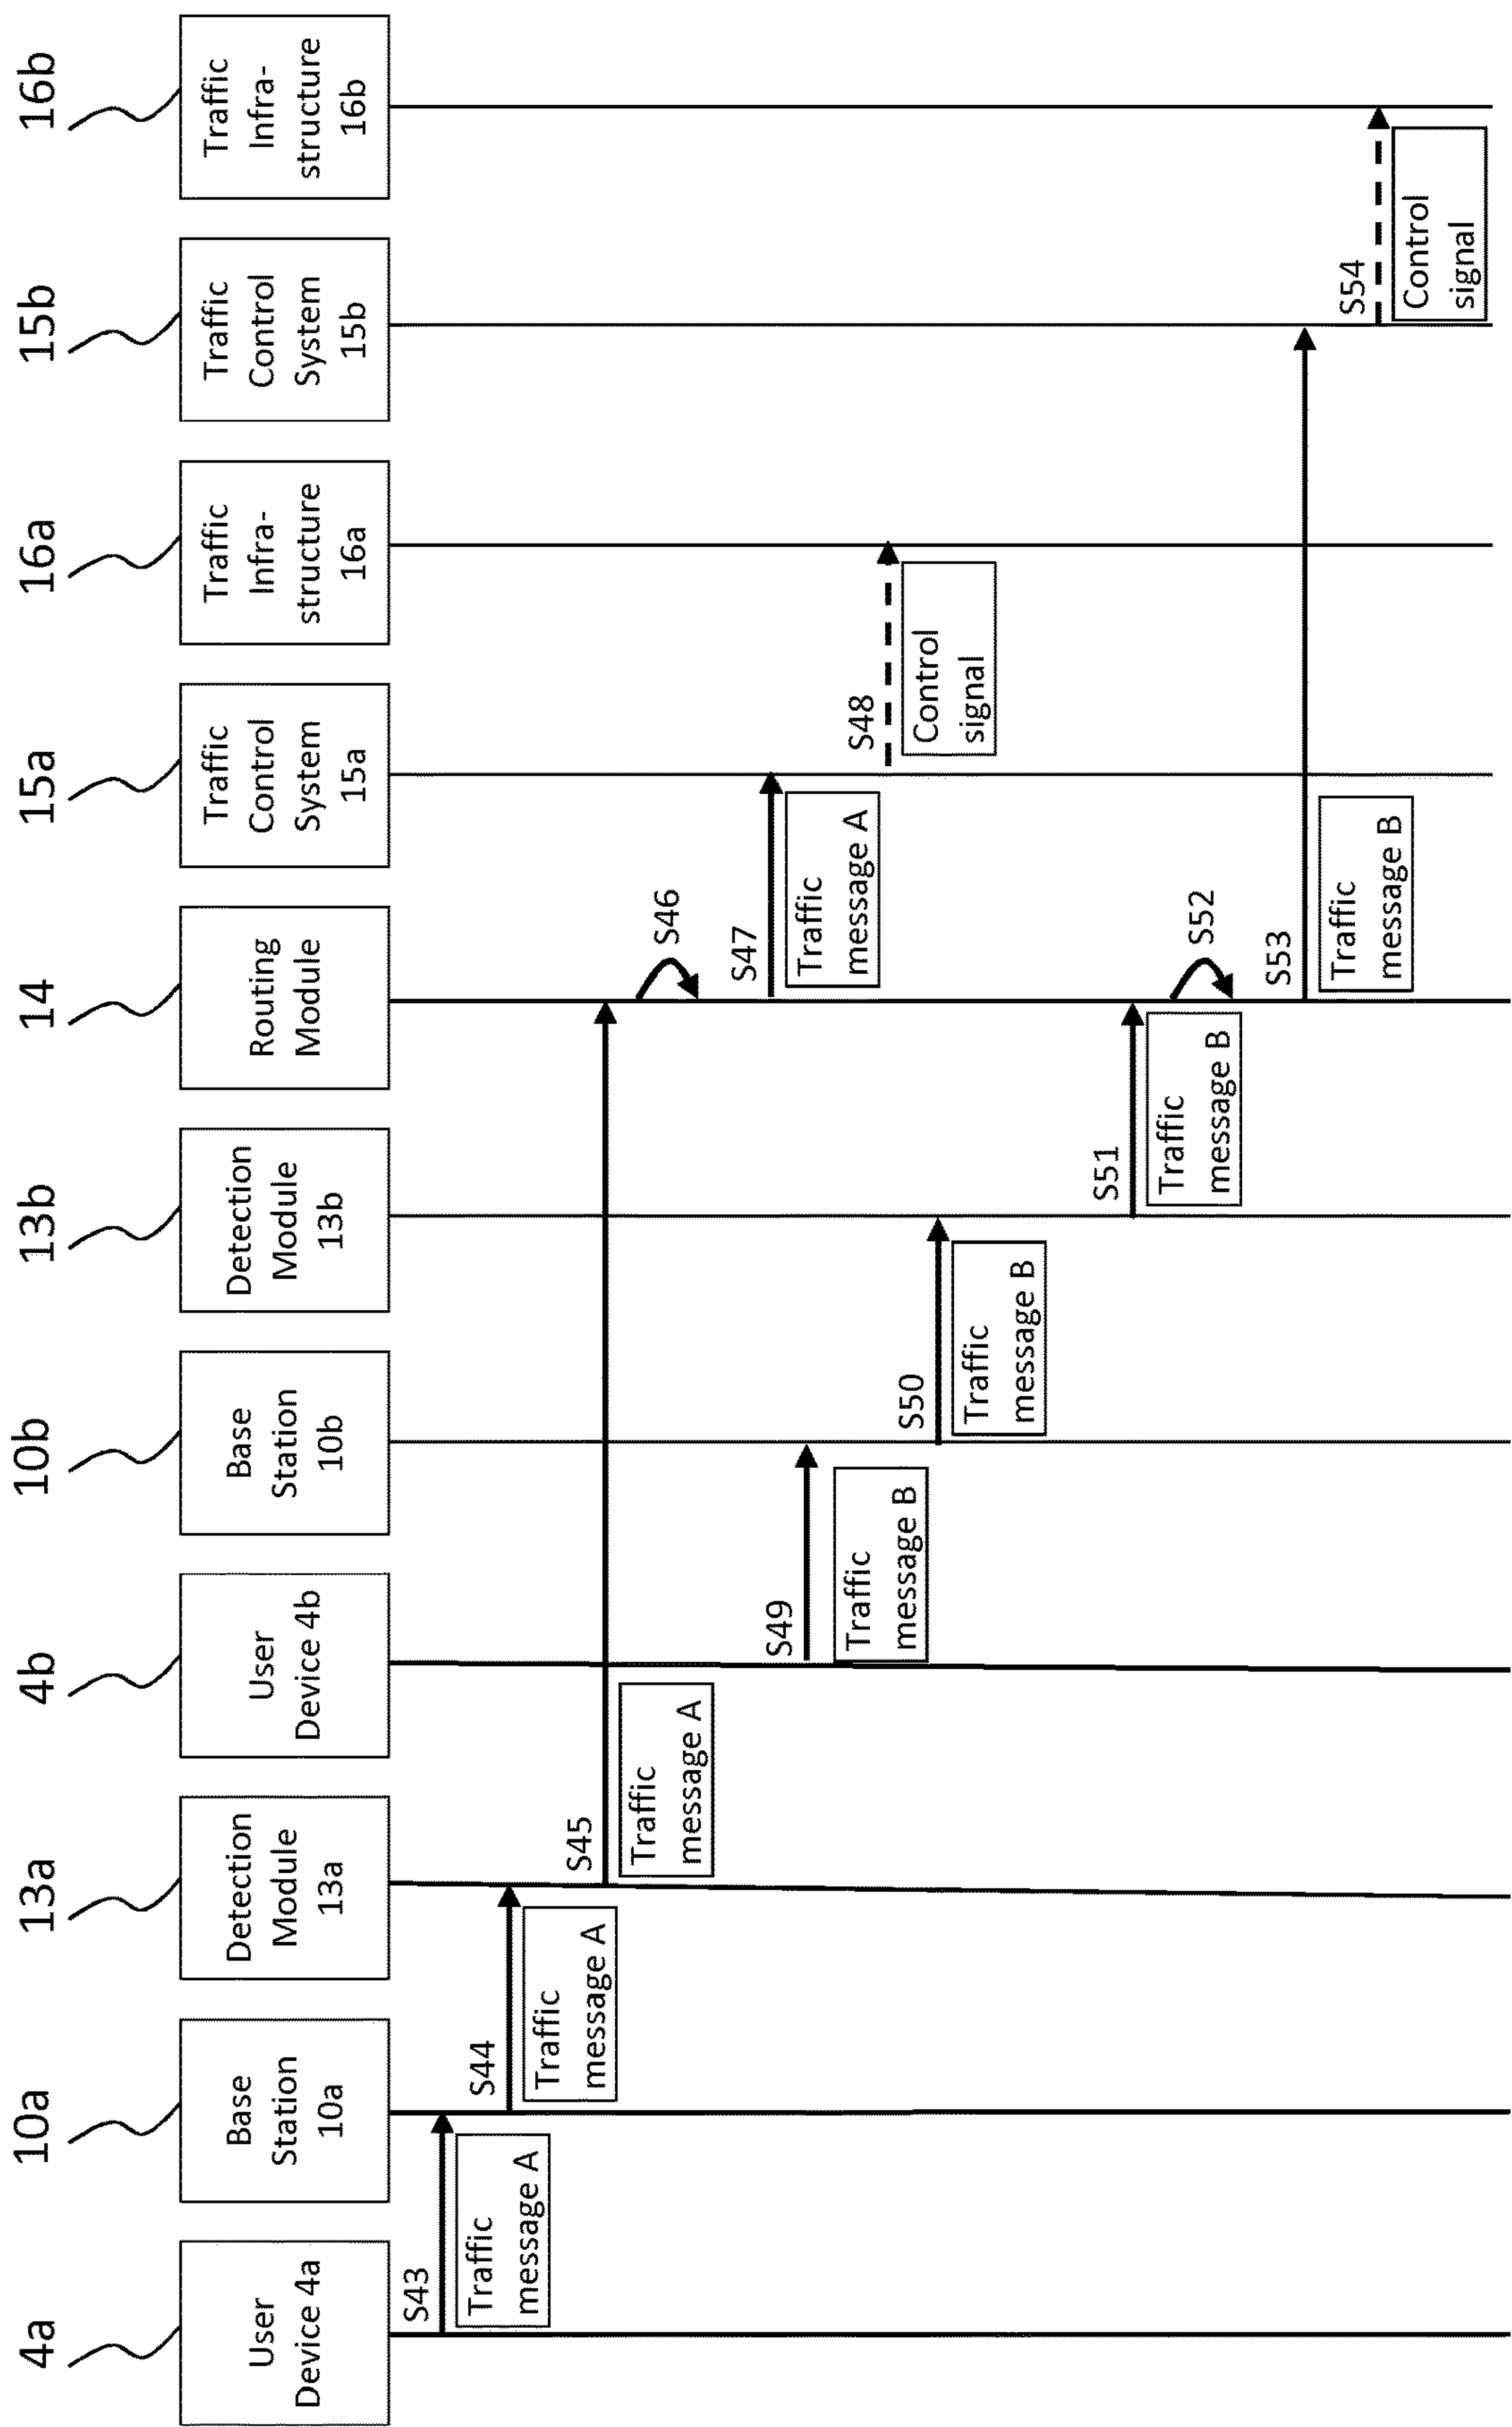 4a
10a
13a
4b
10b
13b
14
15a
16a
15b
16b
User
Device 4a
Base
Station
10a
Detection
Module
13a
User
Device 4b
Base
Station
10b
Detection
Module
13b
Routing
Module
Traffic
Control
System
15a
Traffic
Infra-
structure
16a
Traffic
Control
System
15b
Traffic
Infra-
structure
16b
S43
Traffic
message A
S44
Traffic
message A
S45
Traffic
message A
S46
S47
Traffic
message A
S48
Control
signal
S49
Traffic
message B
S50
Traffic
message B
S51
Traffic
message B
S52
S53
Traffic
message B
S54
Control
signal